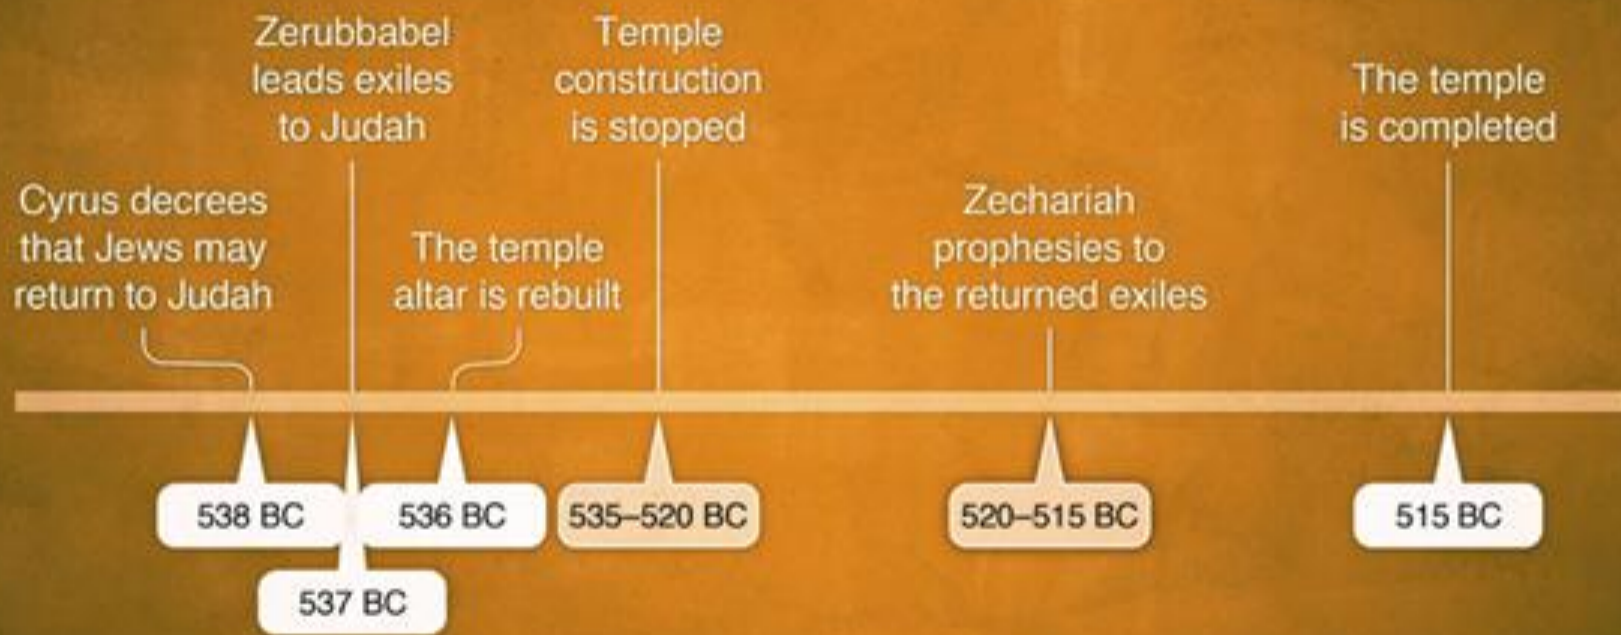 Cyrus decrees
that Jews may
return to Judah
538 BC
Zerubbabel
leads exiles
to Judah
537 BC
The temple
altar is rebuilt
536 BC
Temple
construction
is stopped
535–520 BC
Zechariah
prophesies to
the returned exiles
520–515 BC
The temple
is completed
515 BC